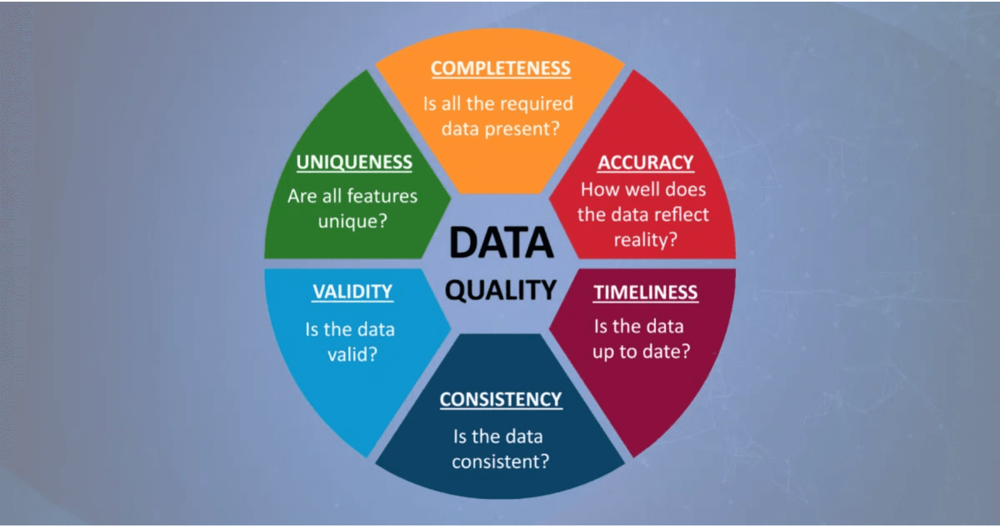 COMPLETENESS
Is all the required
data present?
UNIQUENESS
Are all features
unique?
ACCURACY
How well does
the data reflect
reality?
DATA
QUALITY
VALIDITY
Is the data
valid?
TIMELINESS
Is the data
up to date?
CONSISTENCY
Is the data
consistent?